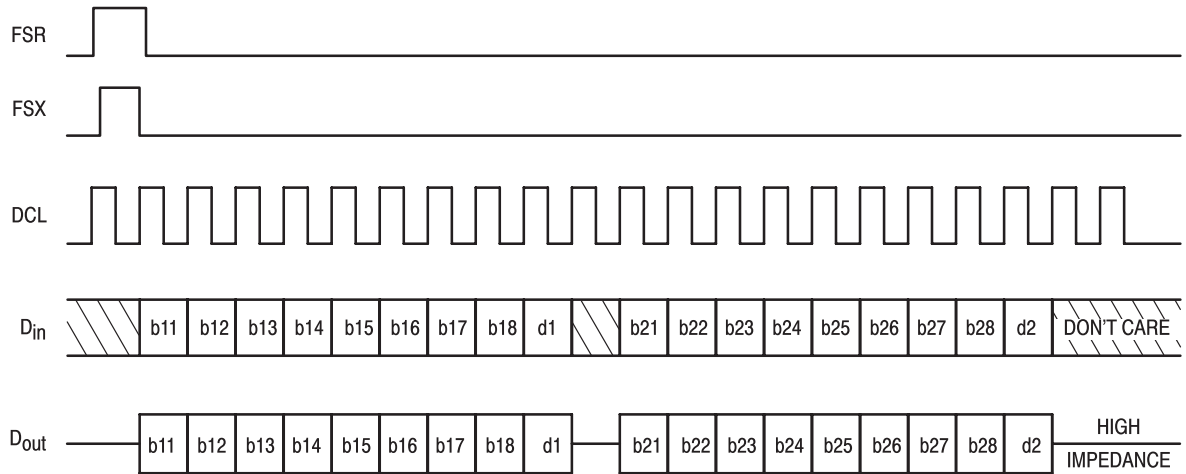 FSR
FSX
DCL
Din b11 b12 b13 b14 b15 b16 b17 b18 d1 b21 b22 b23 b24 b25 b26 b27 b28 d2 DON'T CARE
Dout b11 b12 b13 b14 b15 b16 b17 b18 d1 b21 b22 b23 b24 b25 b26 b27 b28 d2 HIGH
IMPEDANCE